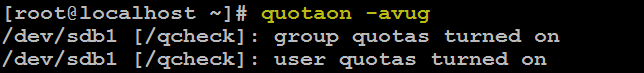 [root@localhost ~]# quotaon -avug
/dev/sdb1 [/qcheck]: group quotas turned on
/dev/sdb1 [/qcheck]: user quotas turned on